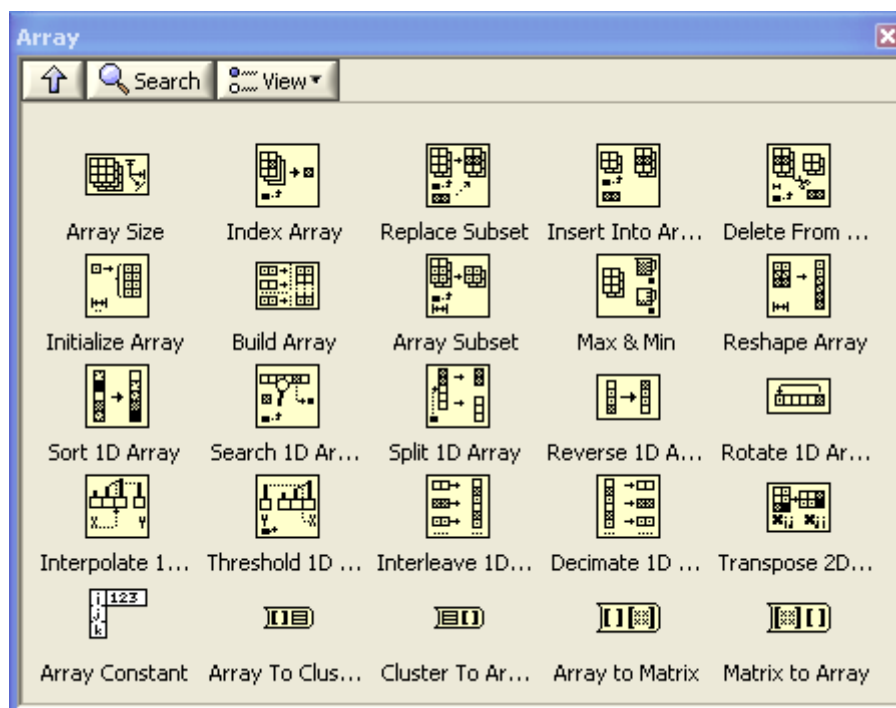 Array
Search View
Array Size Index Array Replace Subset Insert Into Ar... Delete From ...
Initialize Array Build Array Array Subset Max & Min Reshape Array
Sort 1D Array Search 1D Ar... Split 1D Array Reverse 1D A... Rotate 1D Ar...
Interpolate 1... Threshold 1D ... Interleave 1D... Decimate 1D ... Transpose 2D...
i 123
j
k
Array Constant Array To Clus... Cluster To Ar... Array to Matrix Matrix to Array